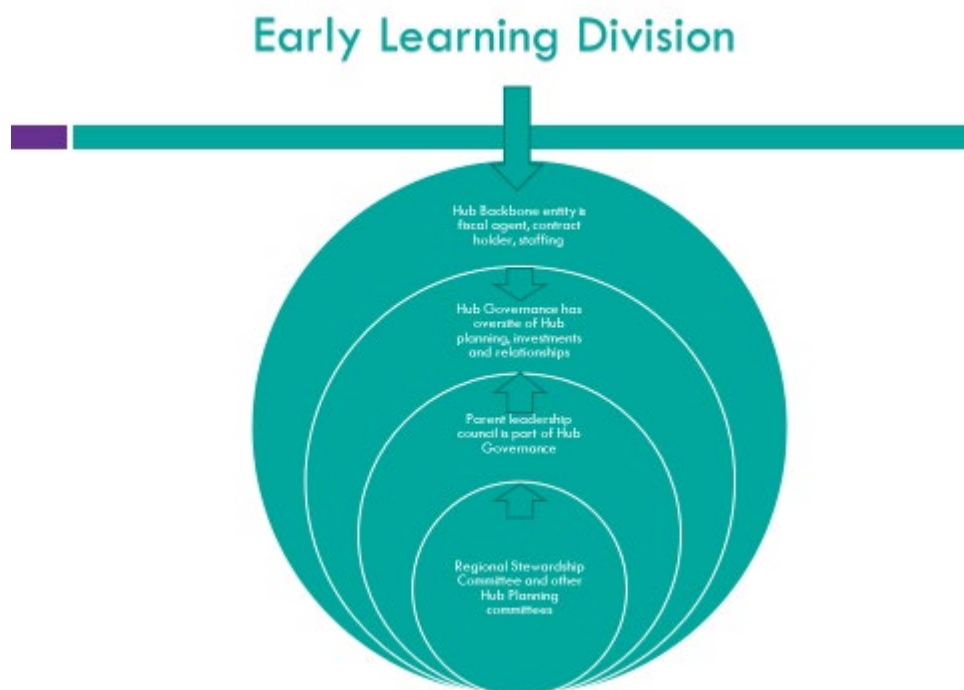 Early Learning Division
Hub Backbone entity is
fiscal agent, contract
holder, staffing
Hub Governance has
oversite of Hub
planning, investments
and relationships
Parent leadership
council is part of Hub
Governance
Regional Stewardship
Committee and other
Hub Planning
committees